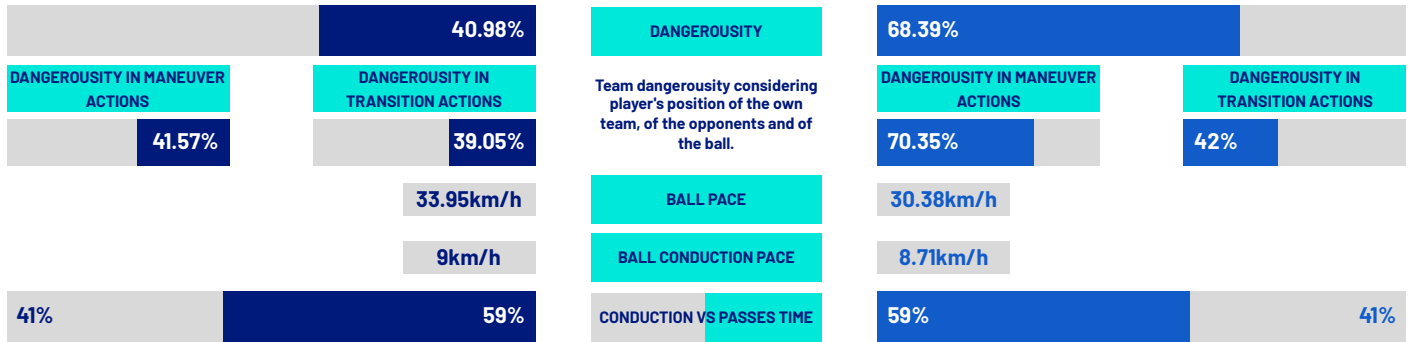 40.98%
DANGEROUSITY
68.39%
DANGEROUSITY IN MANEUVER
ACTIONS
DANGEROUSITY IN
TRANSITION ACTIONS
Team dangerousity considering
player's position of the own
team, of the opponents and of
the ball.
DANGEROUSITY IN MANEUVER
ACTIONS
DANGEROUSITY IN
TRANSITION ACTIONS
41.57%
39.05%
70.35%
42%
33.95km/h
BALL PACE
30.38km/h
9km/h
BALL CONDUCTION PACE
8.71km/h
41%
59%
CONDUCTION VS PASSES TIME
59%
41%